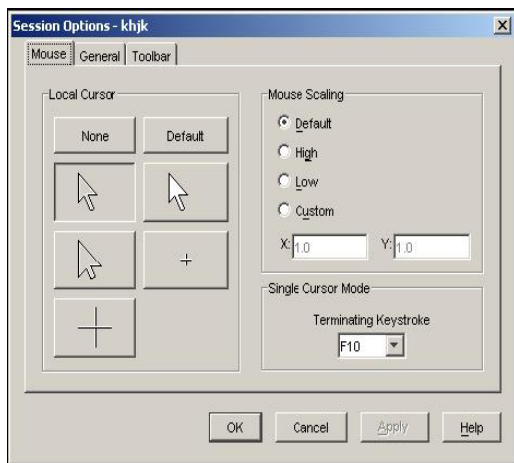 Session Options - khjk
Mouse General Toolbar
Local Cursor
None Default
Mouse Scaling
Default
High
Low
Custom
X: 1.0 Y: 1.0
Single Cursor Mode
Terminating Keystroke
F10
OK Cancel Apply Help